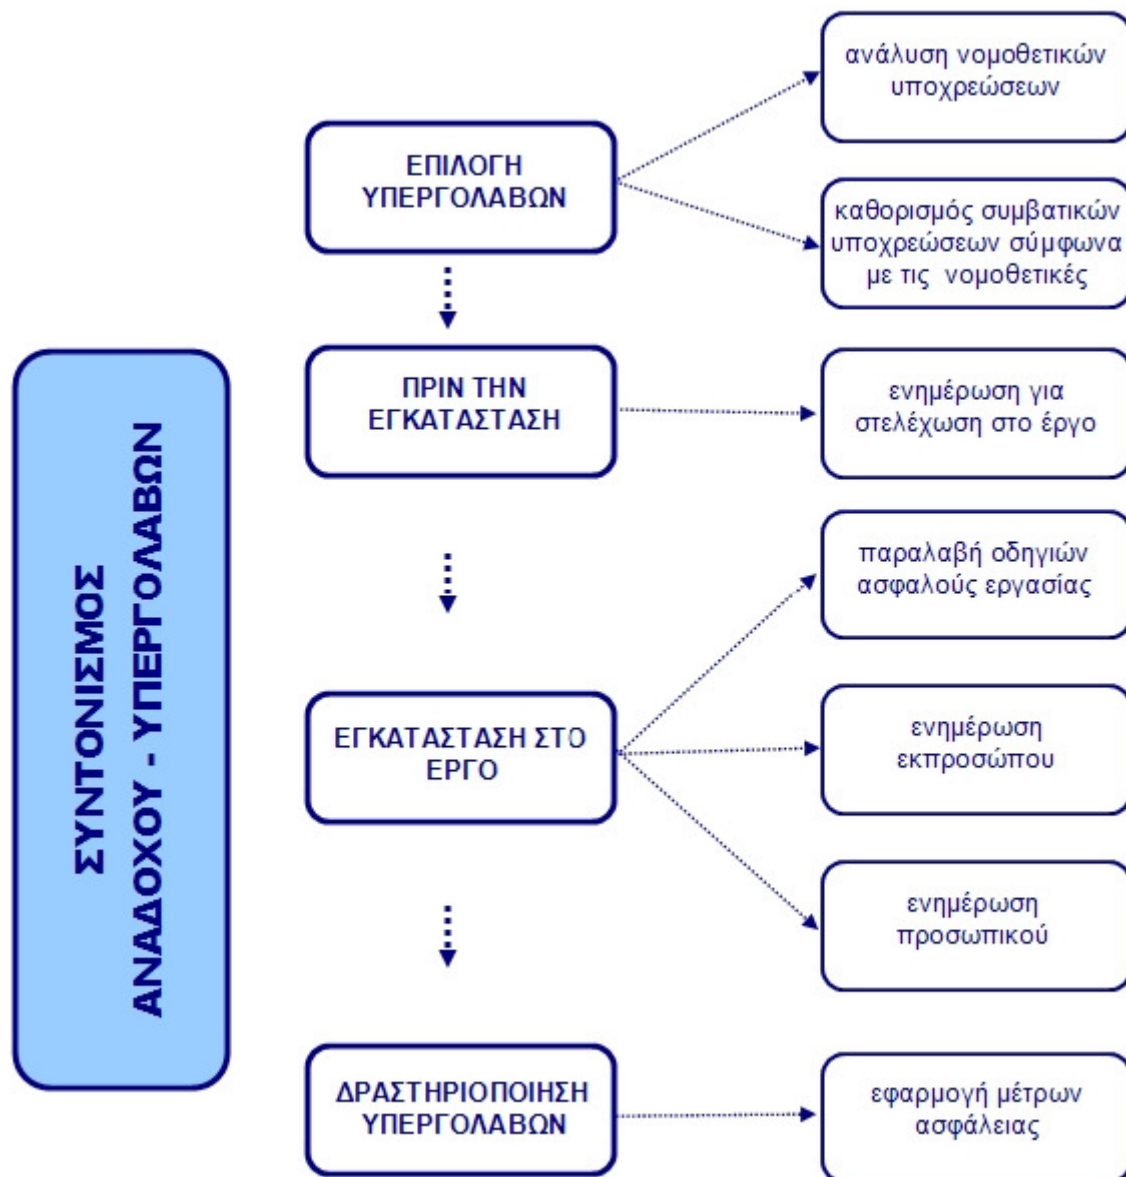 ΣΥΝΤΟΝΙΣΜΟΣ
ΑΝΑΔΟΧΟΥ - ΥΠΕΡΓΟΛΑΒΩΝ
ΕΠΙΛΟΓΗ
ΥΠΕΡΓΟΛΑΒΩΝ
ανάλυση νομοθετικών
υποχρεώσεων
καθορισμός συμβατικών
υποχρεώσεων σύμφωνα
με τις νομοθετικές
ΠΡΙΝ ΤΗΝ
ΕΓΚΑΤΑΣΤΑΣΗ
ενημέρωση για
στελέχωση στο έργο
ΕΓΚΑΤΑΣΤΑΣΗ ΣΤΟ
ΕΡΓΟ
παραλαβή οδηγιών
ασφαλούς εργασίας
ενημέρωση
εκπροσώπου
ενημέρωση
προσωπικού
ΔΡΑΣΤΗΡΙΟΠΟΙΗΣΗ
ΥΠΕΡΓΟΛΑΒΩΝ
εφαρμογή μέτρων
ασφάλειας